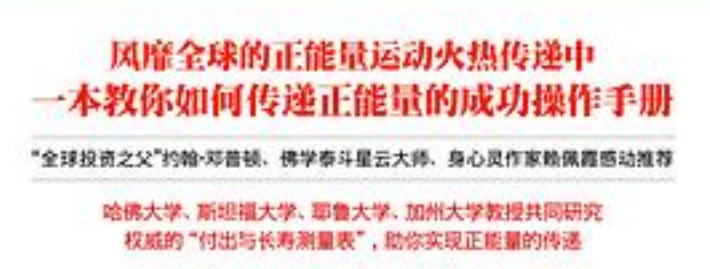 风靡全球的正能量运动火热传递中
一本教你如何传递正能量的成功操作手册
“全球投资之父”约翰·邓普顿、佛学泰斗星云大师、身心灵作家赖佩霞感动推荐
哈佛大学、斯坦福大学、耶鲁大学、加州大学教授共同研究
权威的“付出与长寿测量表”，助你实现正能量的传递